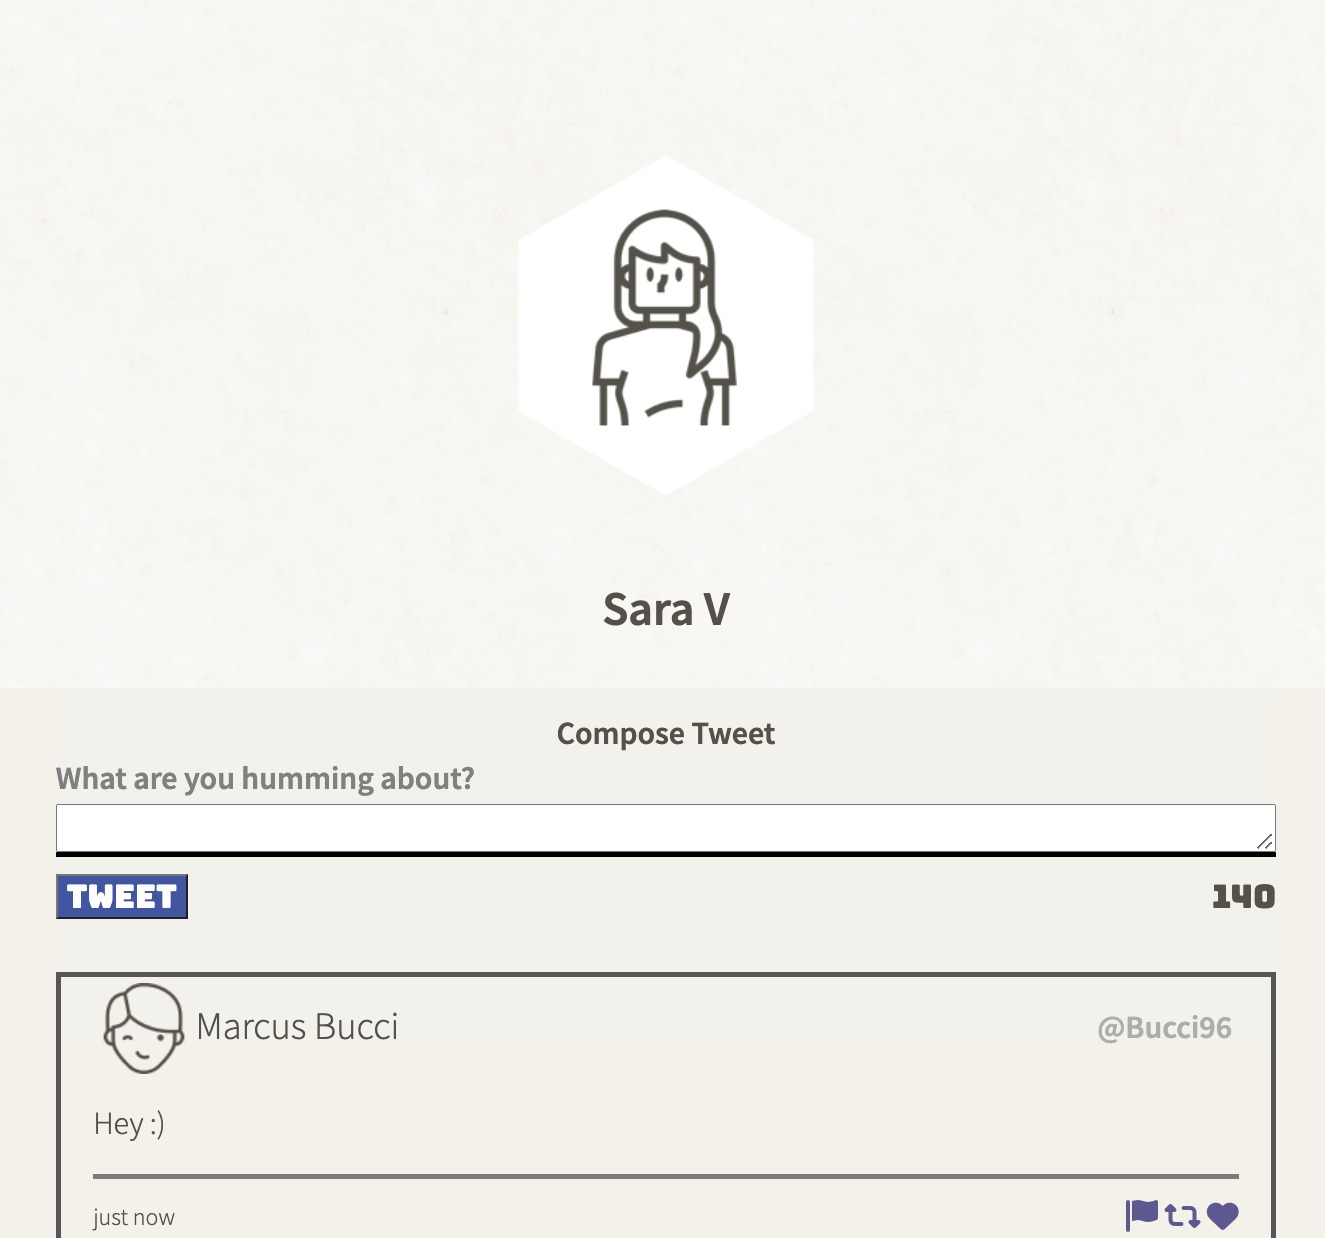 Sara V
Compose Tweet
What are you humming about?
TWEET
140
Marcus Bucci
@Bucci96
Hey :)
just now